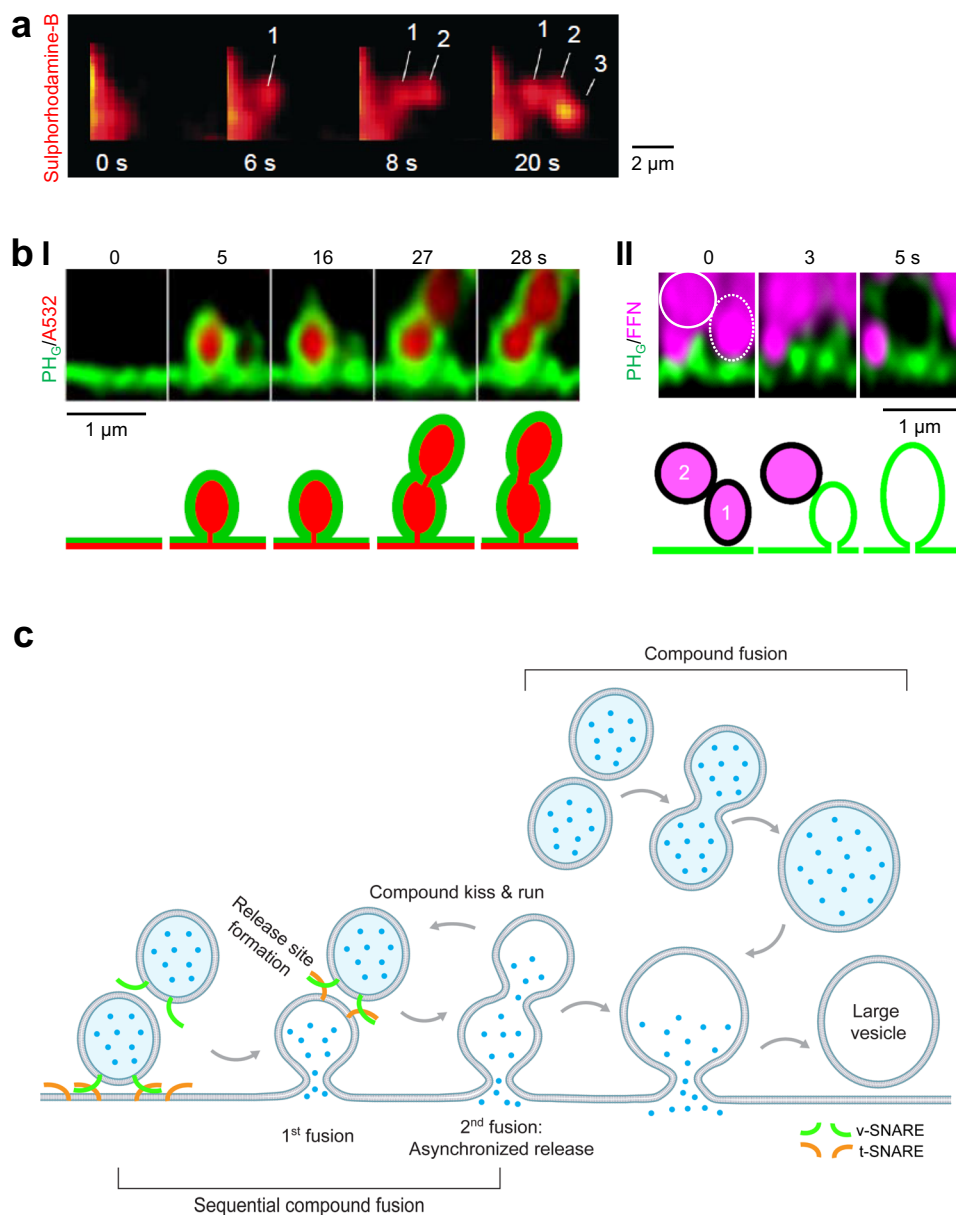 a
Sulphorhodamine-B
1
1 2
1 2 3
0 s 6 s 8 s 20 s
2 µm
b I
0 5 16 27 28 s
PHG/A532
1 µm
II
0 3 5 s
PHG/FFN
1 µm
2
1
c
Compound fusion
Compound kiss & run
Release site
formation
Large
vesicle
1st fusion
2nd fusion:
Asynchronized release
v-SNARE
t-SNARE
Sequential compound fusion